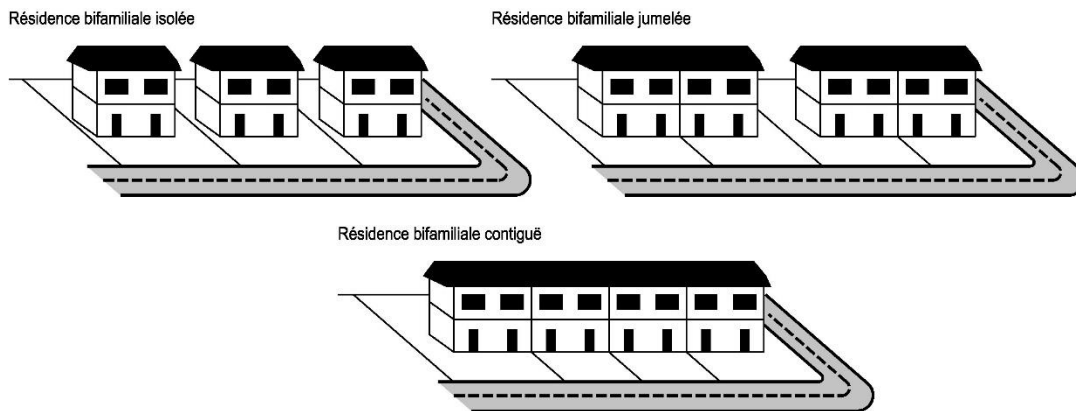 Résidence bifamiliale isolée
Résidence bifamiliale jumelée
Résidence bifamiliale contiguë